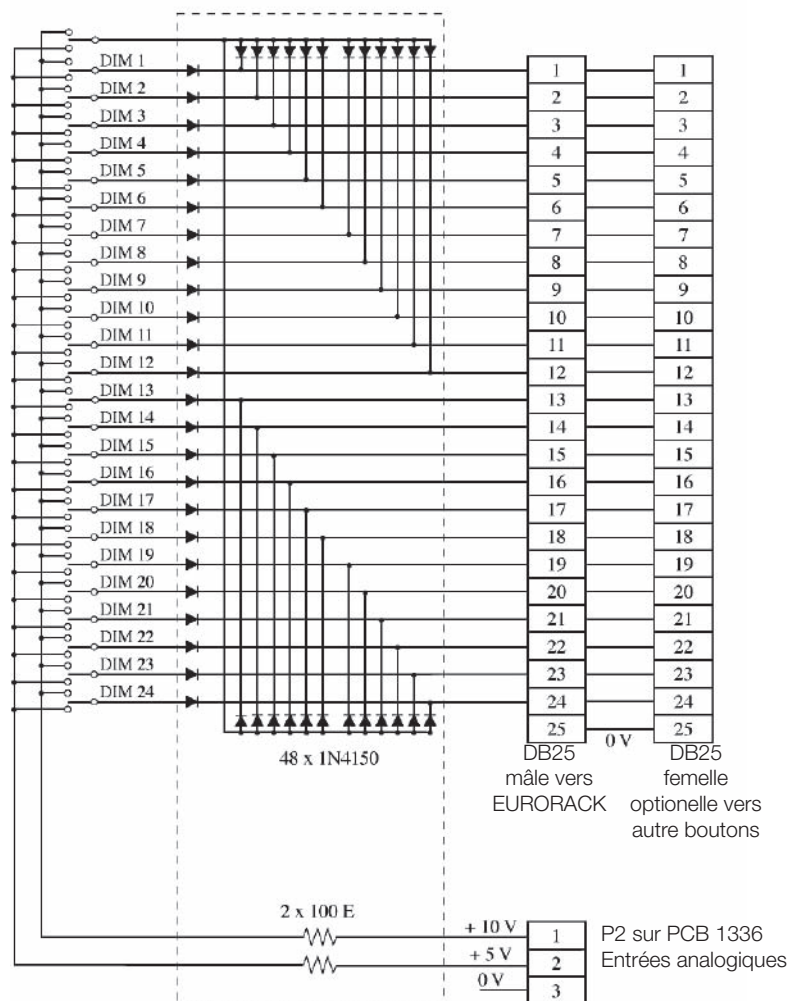 DIM 1
DIM 2
DIM 3
DIM 4
DIM 5
DIM 6
DIM 7
DIM 8
DIM 9
DIM 10
DIM 11
DIM 12
DIM 13
DIM 14
DIM 15
DIM 16
DIM 17
DIM 18
DIM 19
DIM 20
DIM 21
DIM 22
DIM 23
DIM 24
48 x 1N4150
1 1
2 2
3 3
4 4
5 5
6 6
7 7
8 8
9 9
10 10
11 11
12 12
13 13
14 14
15 15
16 16
17 17
18 18
19 19
20 20
21 21
22 22
23 23
24 24
25 0 V 25
DB25
mâle vers
EURORACK
DB25
femelle
optionelle vers
autre boutons
2 x 100 E
+ 10 V 1
+ 5 V 2
0 V 3
P2 sur PCB 1336
Entrées analogiques